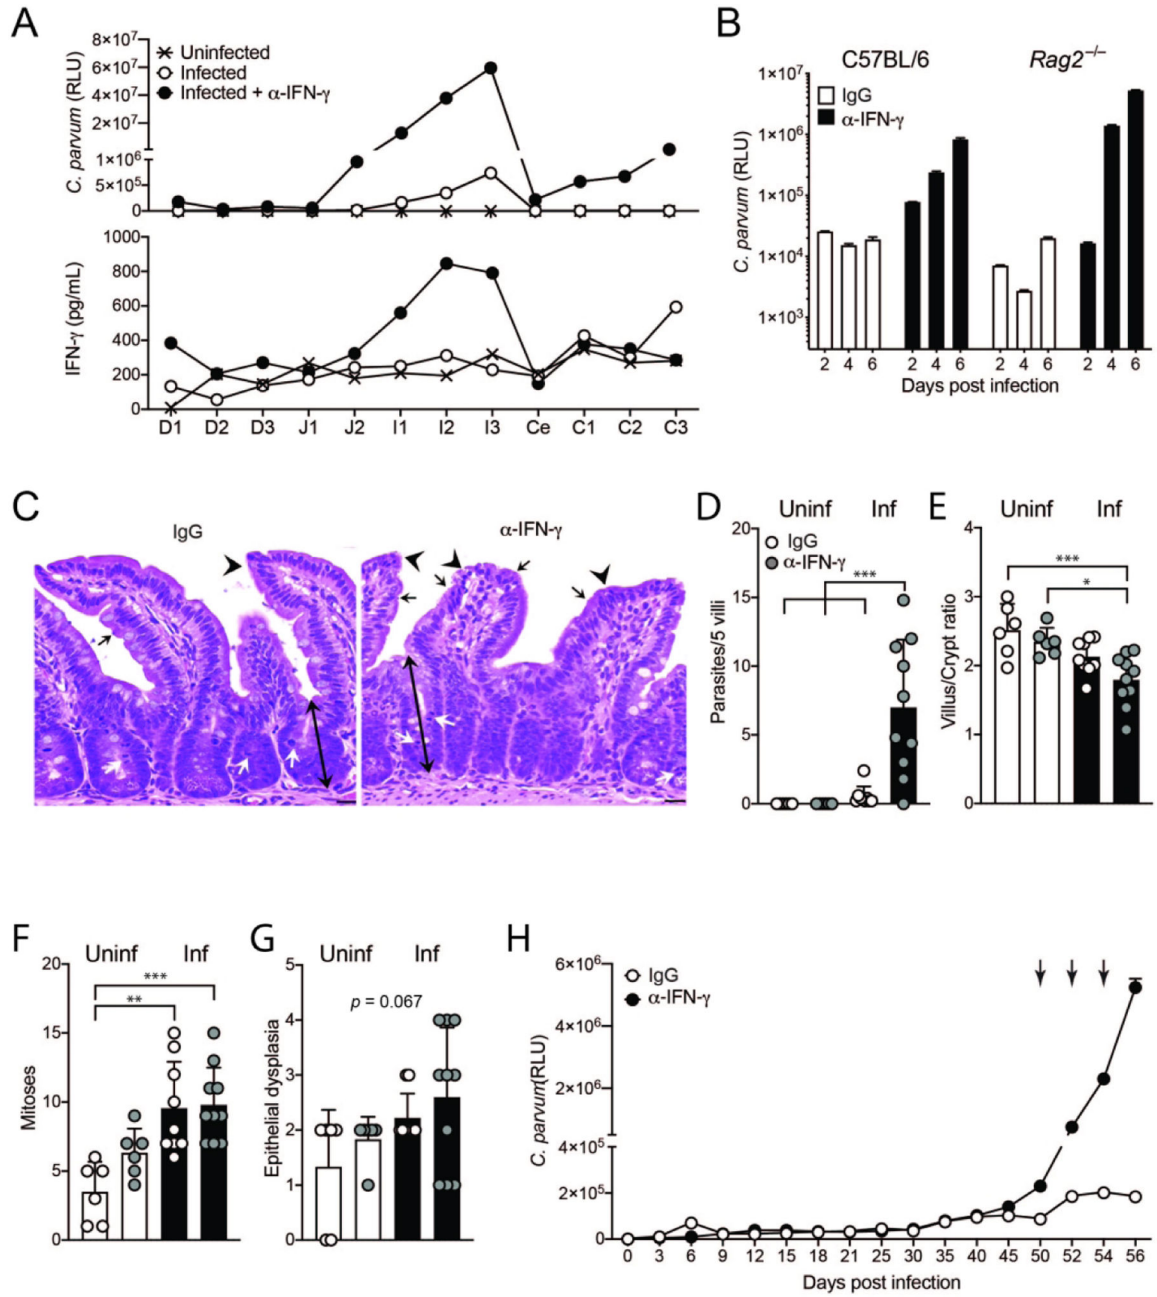 A
C. parvum (RLU)
8×10⁷
6×10⁷
4×10⁷
2×10⁷
1×10⁶
5×10⁵
0
Uninfected
Infected
Infected + α-IFN-γ
IFN-γ (pg/mL)
1000
800
600
400
200
0
D1 D2 D3 J1 J2 I1 I2 I3 Ce C1 C2 C3
B
C57BL/6 Rag2⁻/⁻
C. parvum (RLU)
1×10⁷
1×10⁶
1×10⁵
1×10⁴
1×10³
IgG
α-IFN-γ
2 4 6 2 4 6 2 4 6 2 4 6
Days post infection
C
IgG α-IFN-γ
D
Uninf Inf
Parasites/5 villi
20
15
10
5
0
IgG
α-IFN-γ
***
E
Uninf Inf
Villus/Crypt ratio
4
3
2
1
0
***
*
F
Uninf Inf
Mitoses
20
15
10
5
0
***
**
G
Uninf Inf
Epithelial dysplasia
5
4
3
2
1
0
p = 0.067
H
C. parvum(RLU)
6×10⁶
4×10⁶
2×10⁶
4×10⁵
2×10⁵
0
IgG
α-IFN-γ
0 3 6 9 12 15 18 21 25 30 35 40 45 50 52 54 56
Days post infection